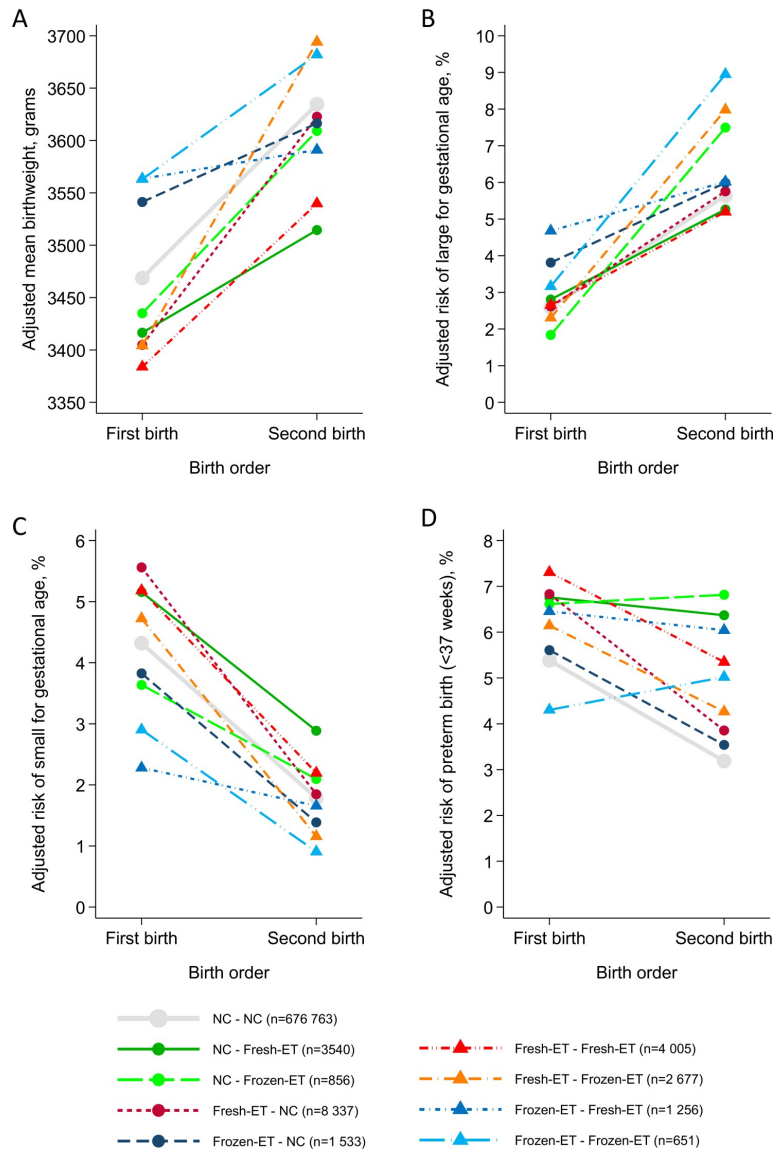 A
Adjusted mean birthweight, grams
3700
3650
3600
3550
3500
3450
3400
3350
First birth Second birth
Birth order
B
Adjusted risk of large for gestational age, %
10
9
8
7
6
5
4
3
2
1
0
First birth Second birth
Birth order
C
Adjusted risk of small for gestational age, %
6
5
4
3
2
1
0
First birth Second birth
Birth order
D
Adjusted risk of preterm birth (<37 weeks), %
8
7
6
5
4
3
2
1
0
First birth Second birth
Birth order
NC - NC (n=676 763)
NC - Fresh-ET (n=3540)
NC - Frozen-ET (n=856)
Fresh-ET - NC (n=8 337)
Frozen-ET - NC (n=1 533)
Fresh-ET - Fresh-ET (n=4 005)
Fresh-ET - Frozen-ET (n=2 677)
Frozen-ET - Fresh-ET (n=1 256)
Frozen-ET - Frozen-ET (n=651)